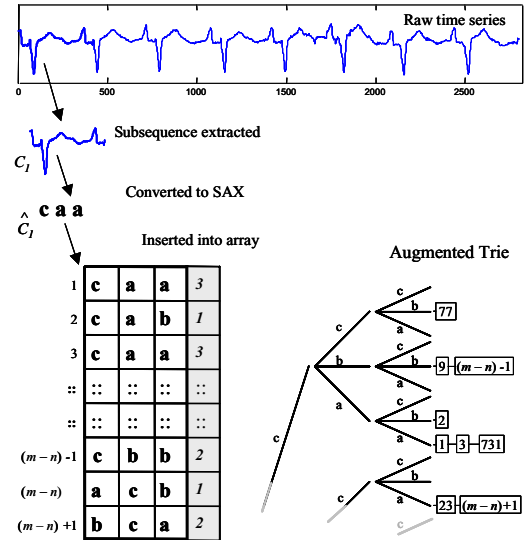 Raw time series
0 500 1000 1500 2000 2500
Subsequence extracted
C1
Converted to SAX
^
C1 c a a
Inserted into array
Augmented Trie
1 c a a 3
2 c a b 1
3 c a a 3
:: :: :: :: ::
:: :: :: :: ::
(m – n) -1 c b b 2
(m – n) a c b 1
(m – n) +1 b c a 2
c
c
b
a
c
b
77
a
c
b
9 (m – n) -1
a
c
b
2
a
1 3 731
c
c
b
a
23 (m – n)+1
c